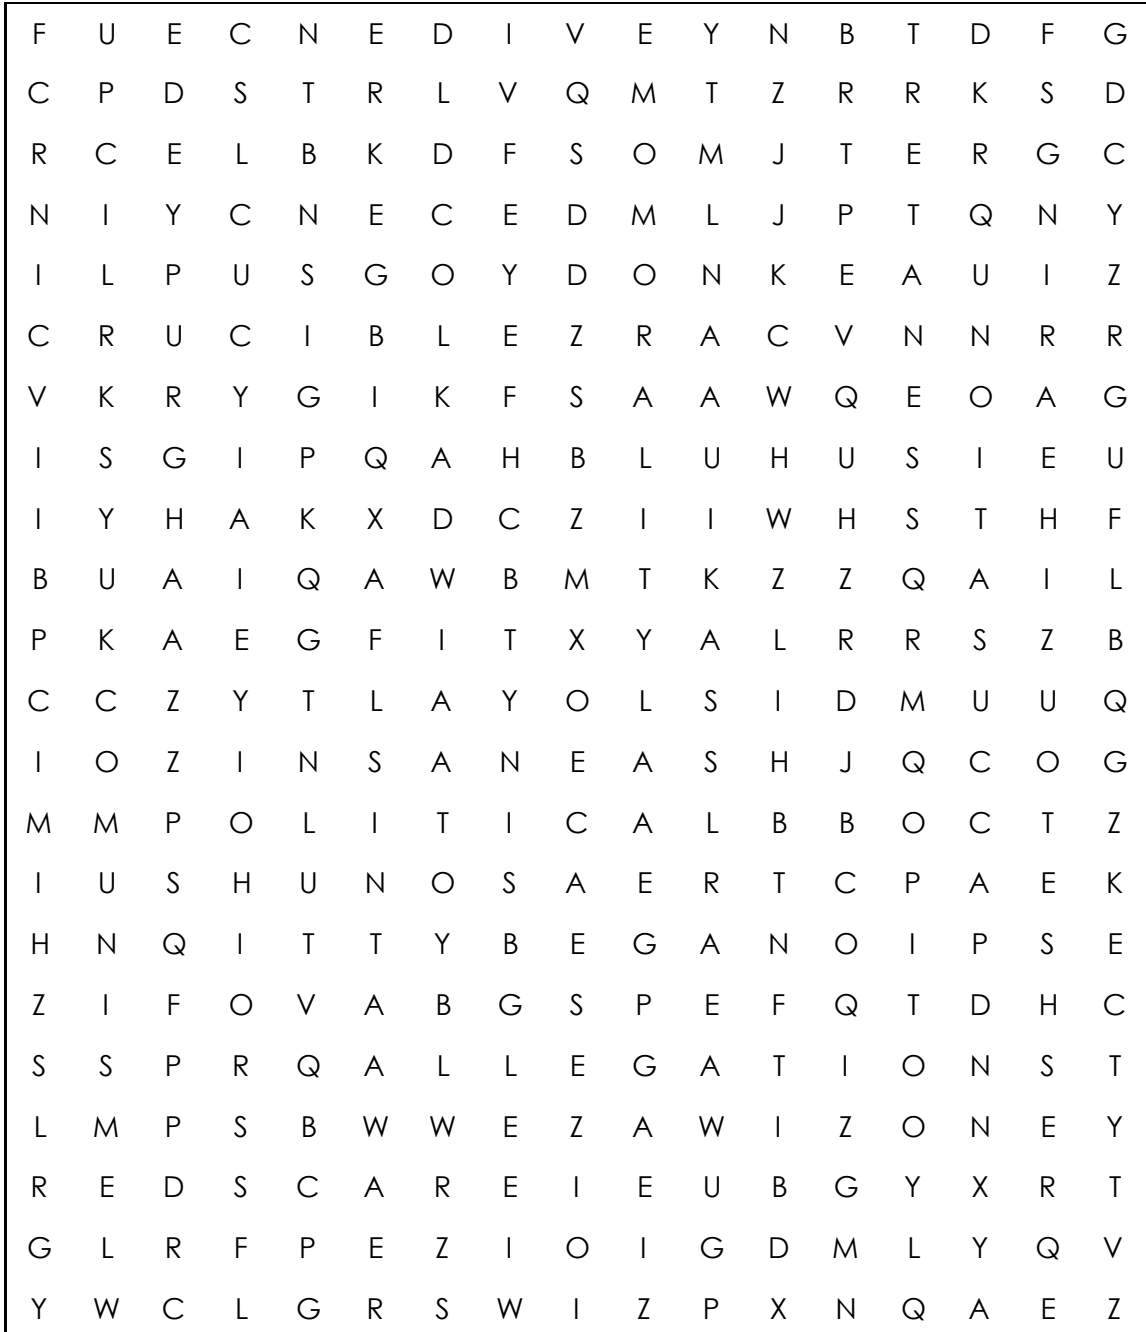 F U E C N E D I V E Y N B T D F G
C P D S T R L V Q M T Z R R K S D
R C E L B K D F S O M J T E R G C
N I Y C N E C E D M L J P T Q N Y
I L P U S G O Y D O N K E A U I Z
C R U C I B L E Z R A C V N N R R
V K R Y G I K F S A A W Q E O A G
I S G I P Q A H B L U H U S I E U
I Y H A K X D C Z I I W H S T H F
B U A I Q A W B M T K Z Z Q A I L
P K A E G F I T X Y A L R R S Z B
C C Z Y T L A Y O L S I D M U U Q
I O Z I N S A N E A S H J Q C O G
M M P O L I T I C A L B B O C T Z
I U S H U N O S A E R T C P A E K
H N Q I T T Y B E G A N O I P S E
Z I F O V A B G S P E F Q T D H C
S S P R Q A L L E G A T I O N S T
L M P S B W W E Z A W I Z O N E Y
R E D S C A R E I E U B G Y X R T
G L R F P E Z I O I G D M L Y Q V
Y W C L G R S W I Z P X N Q A E Z